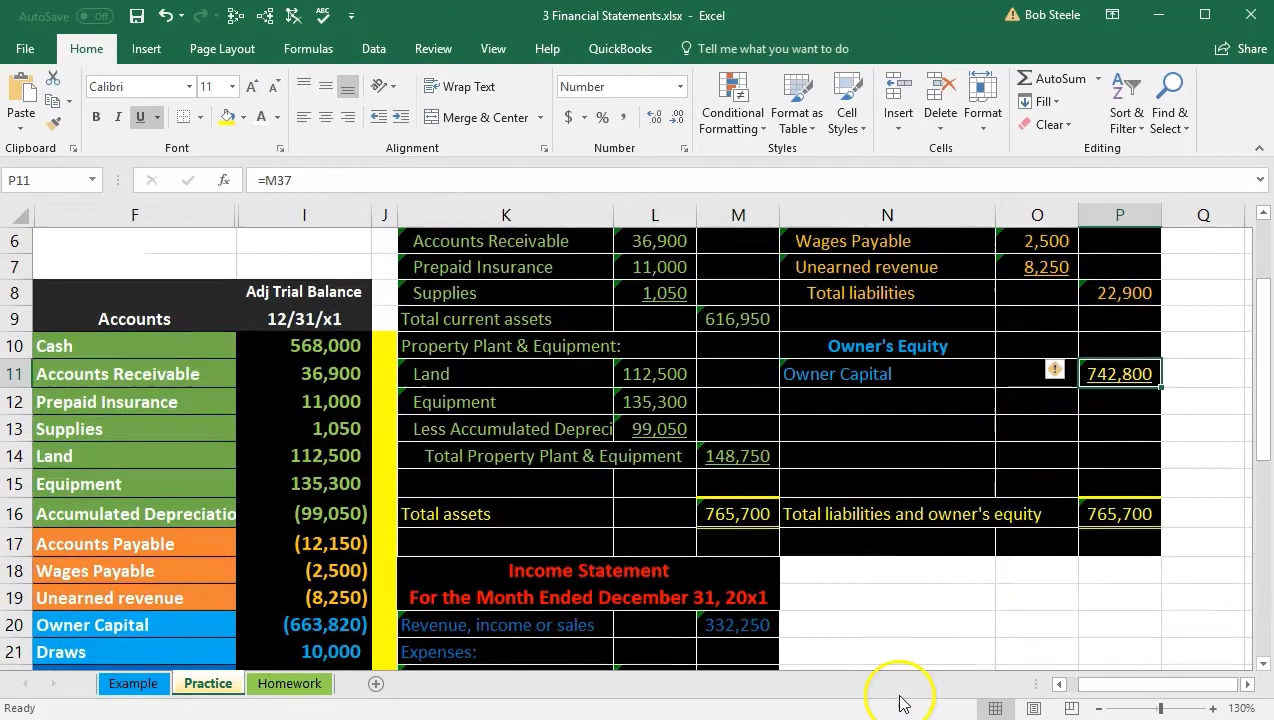 AutoSave Off 3 Financial Statements.xlsx - Excel Bob Steele
File Home Insert Page Layout Formulas Data Review View Help QuickBooks Tell me what you want to do Share
Paste Calibri 11 A A Wrap Text Number Conditional Formatting Format as Table Cell Styles Insert Delete Format AutoSum Sort & Filter Find & Select
B I U A Merge & Center $ % , Fill
Clear
Clipboard Font Alignment Number Styles Cells Editing
P11 fx =M37
F I J K L M N O P Q
6 Accounts Receivable 36,900 Wages Payable 2,500
7 Prepaid Insurance 11,000 Unearned revenue 8,250
8 Adj Trial Balance Supplies 1,050 Total liabilities 22,900
9 Accounts 12/31/x1 Total current assets 616,950
10 Cash 568,000 Property Plant & Equipment: Owner's Equity
11 Accounts Receivable 36,900 Land 112,500 Owner Capital 742,800
12 Prepaid Insurance 11,000 Equipment 135,300
13 Supplies 1,050 Less Accumulated Depreci 99,050
14 Land 112,500 Total Property Plant & Equipment 148,750
15 Equipment 135,300
16 Accumulated Depreciatio (99,050) Total assets 765,700 Total liabilities and owner's equity 765,700
17 Accounts Payable (12,150)
18 Wages Payable (2,500) Income Statement
19 Unearned revenue (8,250) For the Month Ended December 31, 20x1
20 Owner Capital (663,820) Revenue, income or sales 332,250
21 Draws 10,000 Expenses:
Example Practice Homework
Ready 130%